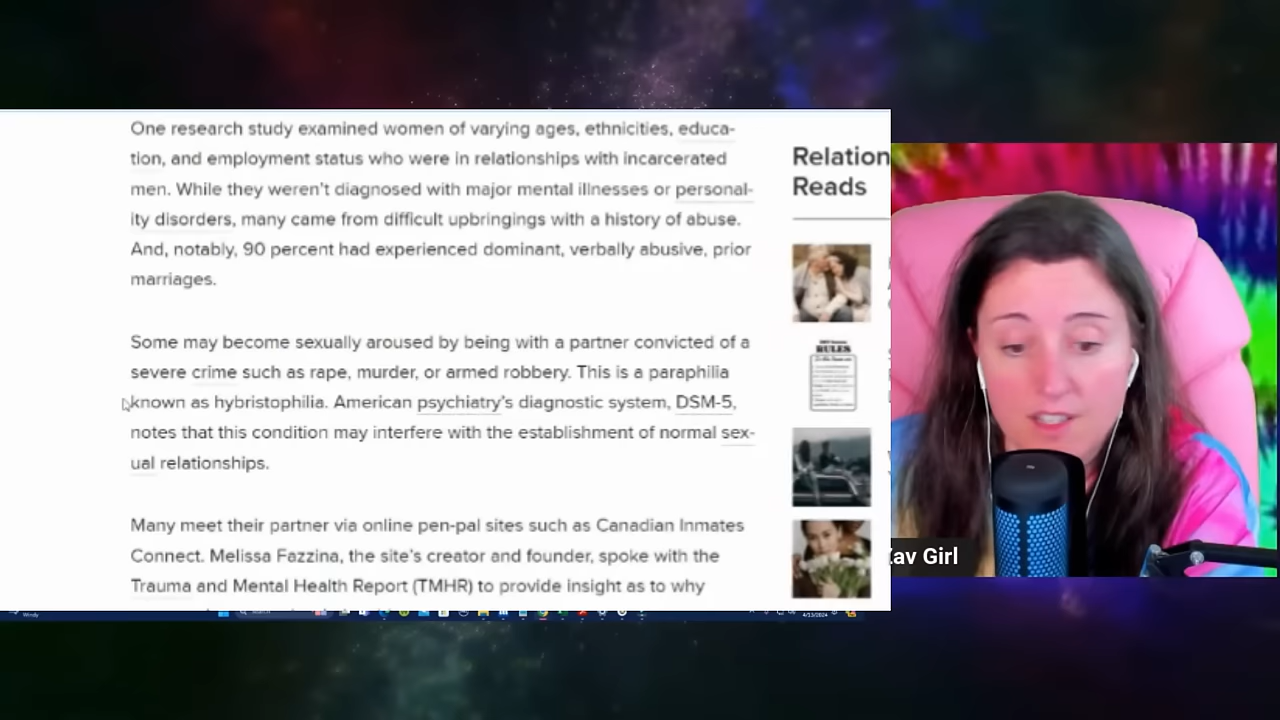 One research study examined women of varying ages, ethnicities, educa-
tion, and employment status who were in relationships with incarcerated
men. While they weren't diagnosed with major mental illnesses or personal-
ity disorders, many came from difficult upbringings with a history of abuse.
And, notably, 90 percent had experienced dominant, verbally abusive, prior
marriages.
Some may become sexually aroused by being with a partner convicted of a
severe crime such as rape, murder, or armed robbery. This is a paraphilia
known as hybristophilia. American psychiatry's diagnostic system, DSM-5,
notes that this condition may interfere with the establishment of normal sex-
ual relationships.
Many meet their partner via online pen-pal sites such as Canadian Inmates
Connect. Melissa Fazzina, the site's creator and founder, spoke with the
Trauma and Mental Health Report (TMHR) to provide insight as to why
Relation
Reads
RULES
Kav Girl
Windy
Search
4/13/2024